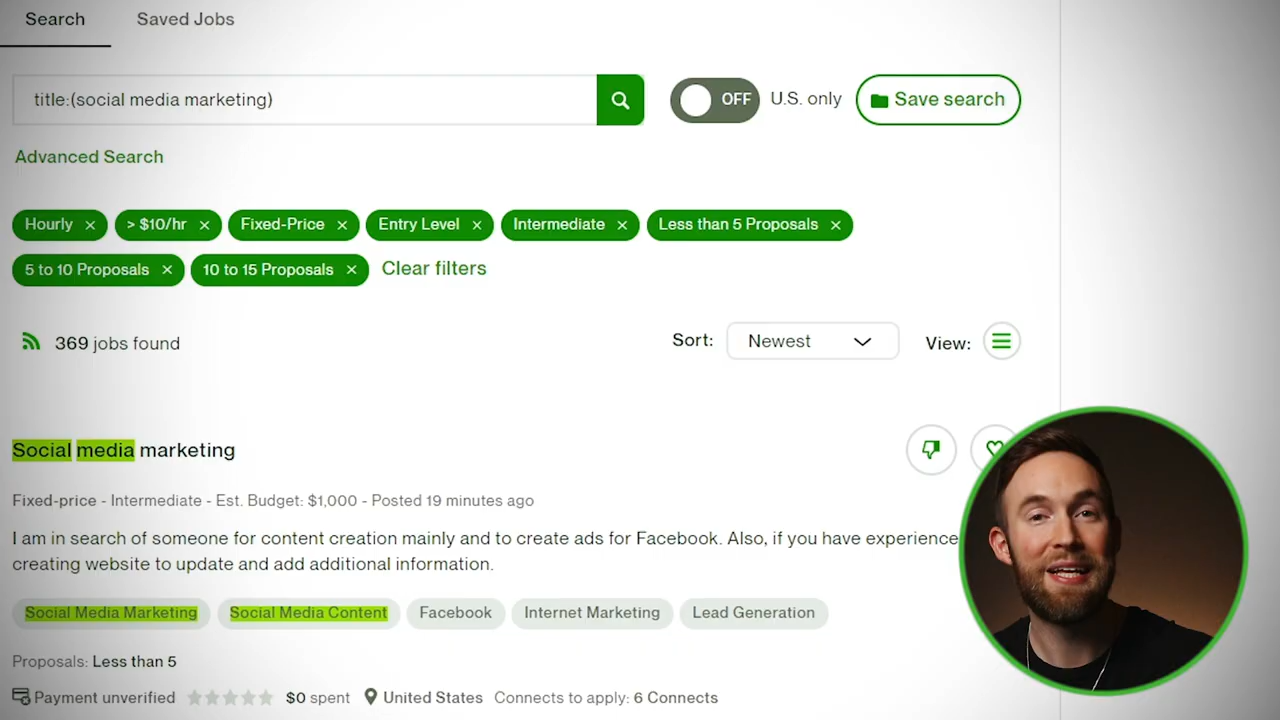 Search Saved Jobs
title:(social media marketing) OFF U.S. only Save search
Advanced Search
Hourly × > $10/hr × Fixed-Price × Entry Level × Intermediate × Less than 5 Proposals ×
5 to 10 Proposals × 10 to 15 Proposals × Clear filters
369 jobs found Sort: Newest View:
Social media marketing
Fixed-price - Intermediate - Est. Budget: $1,000 - Posted 19 minutes ago
I am in search of someone for content creation mainly and to create ads for Facebook. Also, if you have experience
creating website to update and add additional information.
Social Media Marketing Social Media Content Facebook Internet Marketing Lead Generation
Proposals: Less than 5
Payment unverified $0 spent United States Connects to apply: 6 Connects